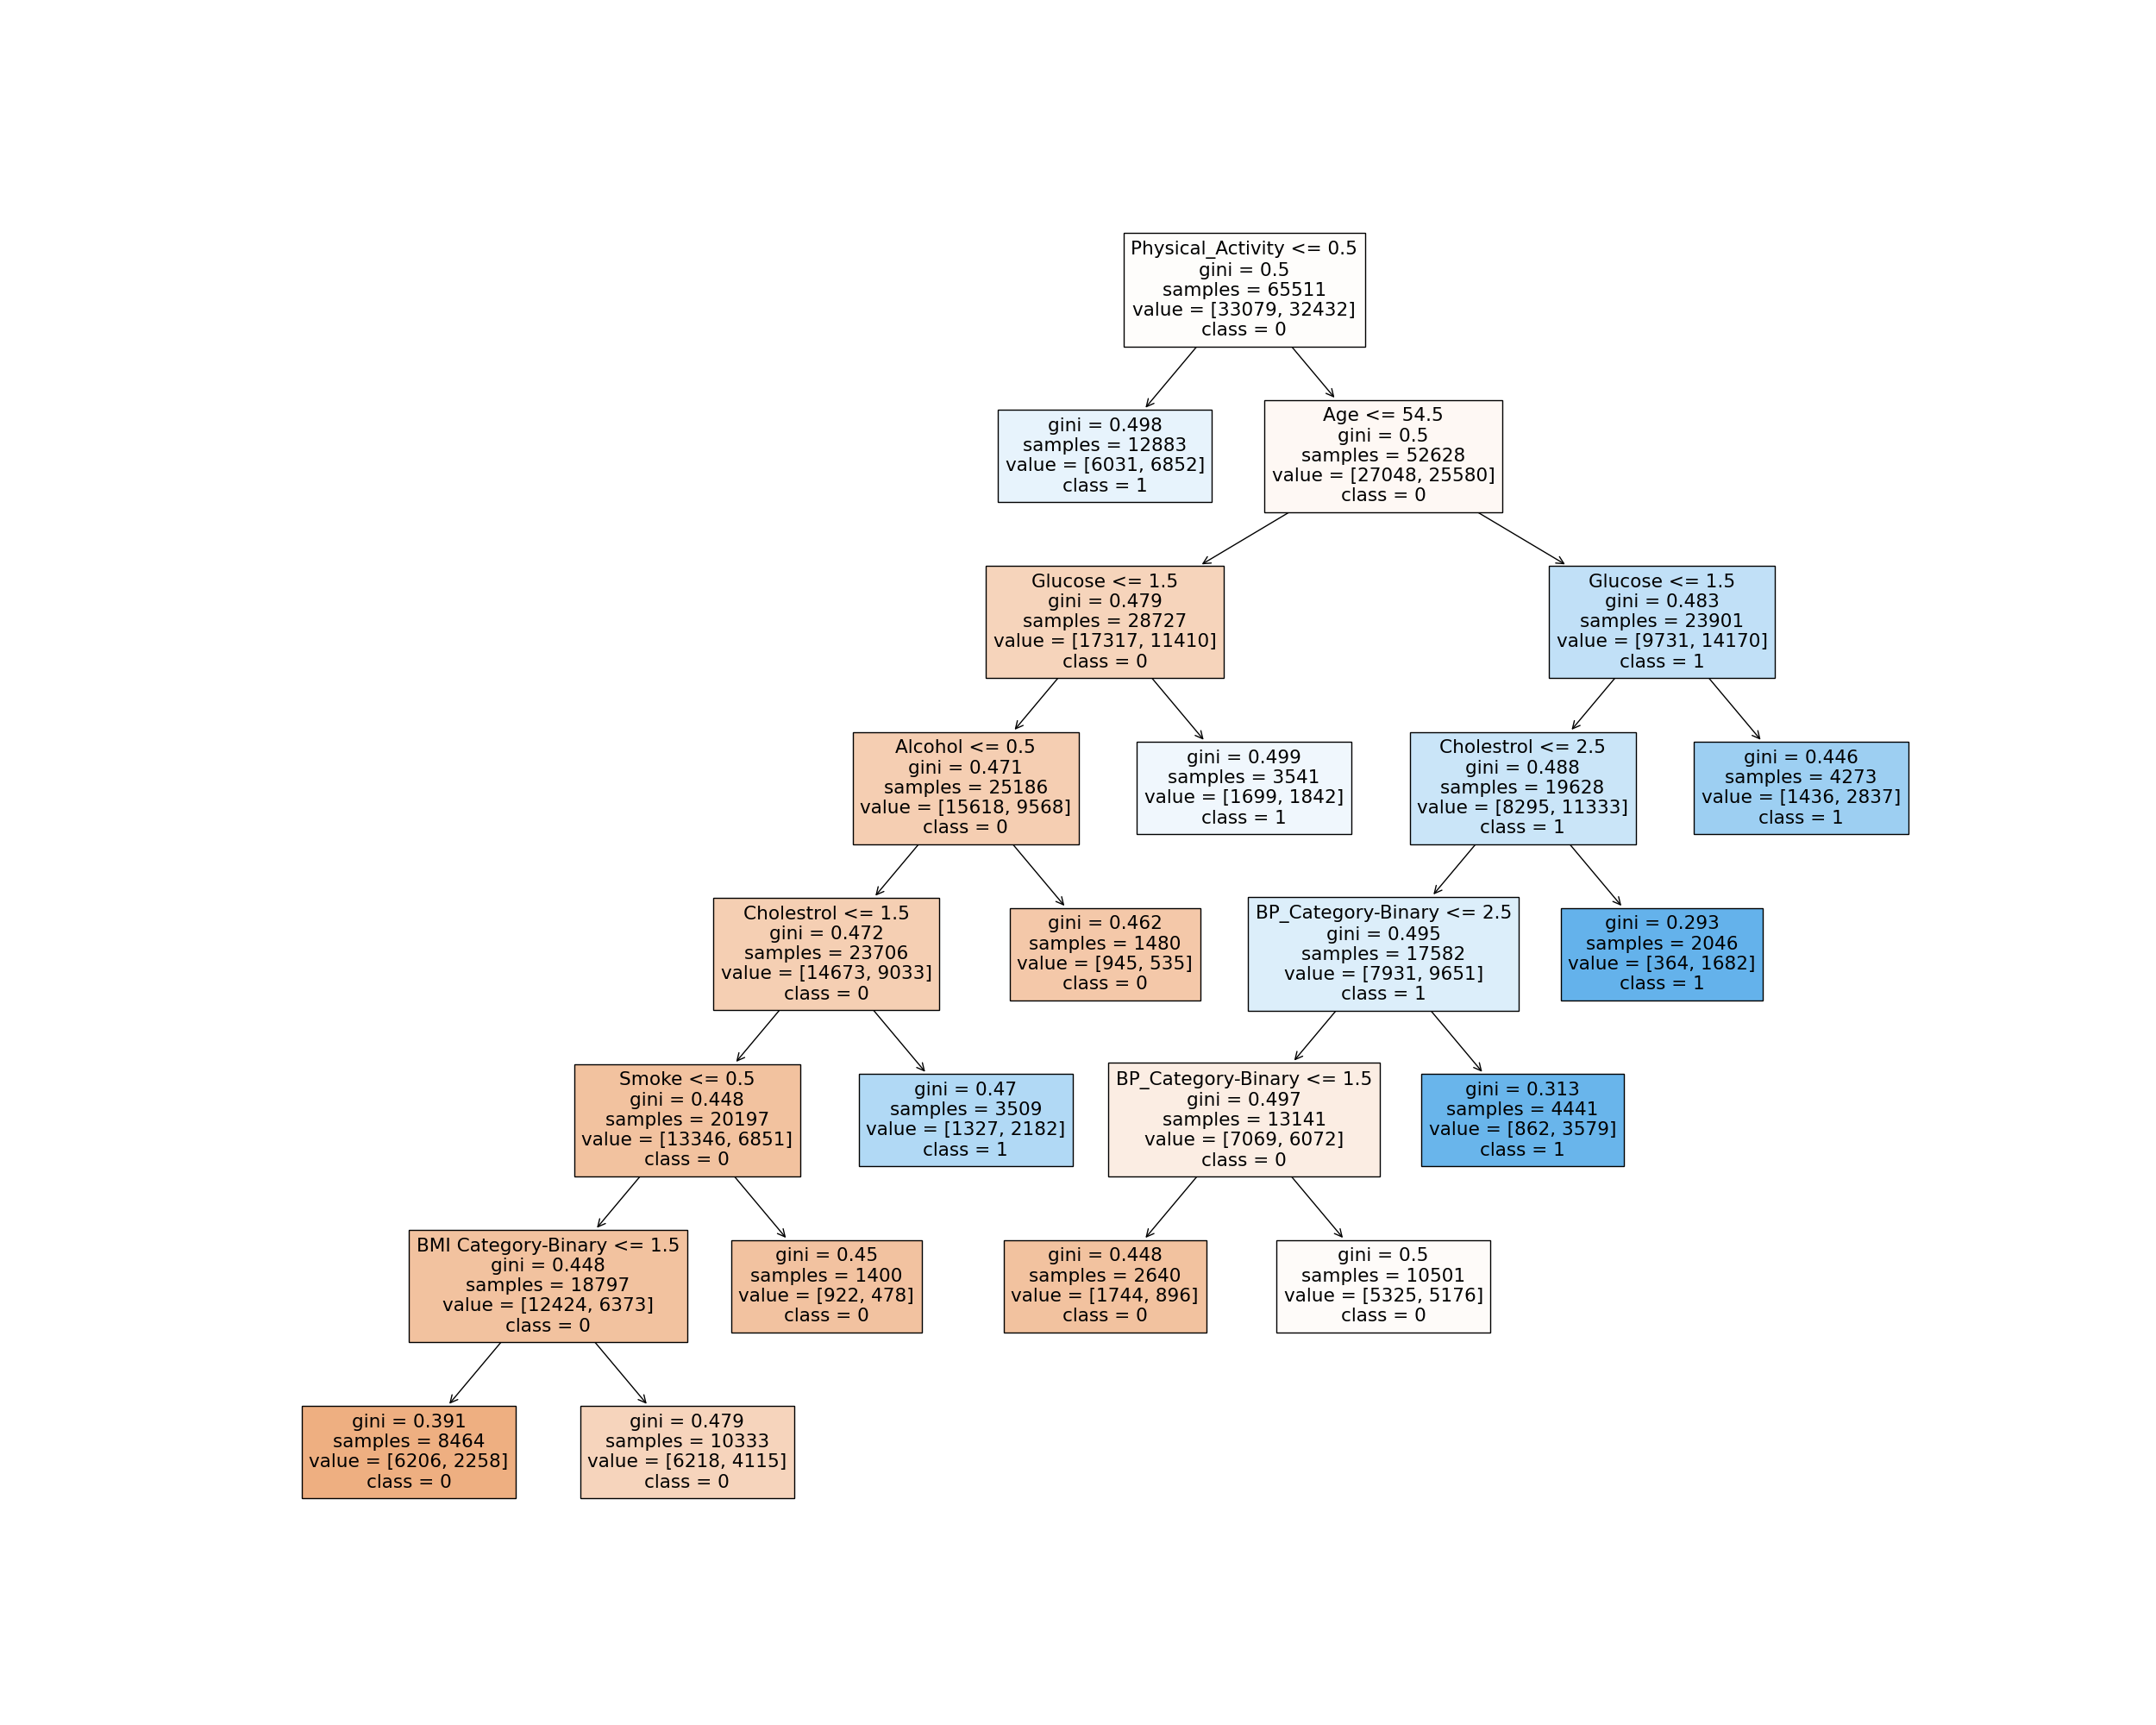 Physical_Activity <= 0.5
gini = 0.5
samples = 65511
value = [33079, 32432]
class = 0
gini = 0.498
samples = 12883
value = [6031, 6852]
class = 1
Age <= 54.5
gini = 0.5
samples = 52628
value = [27048, 25580]
class = 0
Glucose <= 1.5
gini = 0.479
samples = 28727
value = [17317, 11410]
class = 0
Glucose <= 1.5
gini = 0.483
samples = 23901
value = [9731, 14170]
class = 1
Alcohol <= 0.5
gini = 0.471
samples = 25186
value = [15618, 9568]
class = 0
gini = 0.499
samples = 3541
value = [1699, 1842]
class = 1
Cholestrol <= 2.5
gini = 0.488
samples = 19628
value = [8295, 11333]
class = 1
gini = 0.446
samples = 4273
value = [1436, 2837]
class = 1
Cholestrol <= 1.5
gini = 0.472
samples = 23706
value = [14673, 9033]
class = 0
gini = 0.462
samples = 1480
value = [945, 535]
class = 0
BP_Category-Binary <= 2.5
gini = 0.495
samples = 17582
value = [7931, 9651]
class = 1
gini = 0.293
samples = 2046
value = [364, 1682]
class = 1
Smoke <= 0.5
gini = 0.448
samples = 20197
value = [13346, 6851]
class = 0
gini = 0.47
samples = 3509
value = [1327, 2182]
class = 1
BP_Category-Binary <= 1.5
gini = 0.497
samples = 13141
value = [7069, 6072]
class = 0
gini = 0.313
samples = 4441
value = [862, 3579]
class = 1
BMI Category-Binary <= 1.5
gini = 0.448
samples = 18797
value = [12424, 6373]
class = 0
gini = 0.45
samples = 1400
value = [922, 478]
class = 0
gini = 0.448
samples = 2640
value = [1744, 896]
class = 0
gini = 0.5
samples = 10501
value = [5325, 5176]
class = 0
gini = 0.391
samples = 8464
value = [6206, 2258]
class = 0
gini = 0.479
samples = 10333
value = [6218, 4115]
class = 0